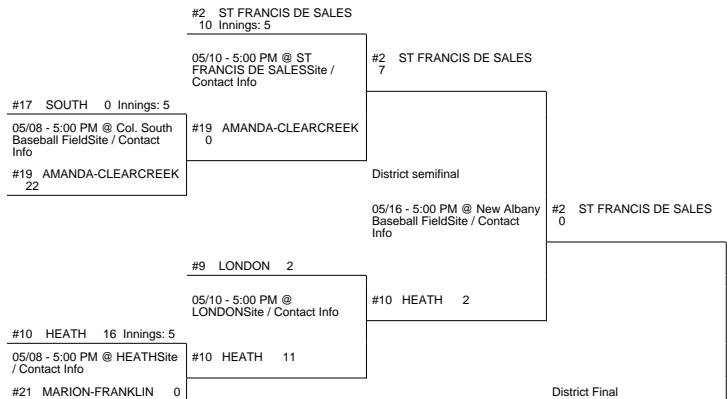 #2 ST FRANCIS DE SALES
10 Innings: 5
05/10 - 5:00 PM @ ST
FRANCIS DE SALESSite /
Contact Info
#2 ST FRANCIS DE SALES
7
#17 SOUTH 0 Innings: 5
05/08 - 5:00 PM @ Col. South
Baseball FieldSite / Contact
Info
#19 AMANDA-CLEARCREEK
0
#19 AMANDA-CLEARCREEK
22
District semifinal
05/16 - 5:00 PM @ New Albany
Baseball FieldSite / Contact
Info
#2 ST FRANCIS DE SALES
0
#9 LONDON 2
05/10 - 5:00 PM @
LONDONSite / Contact Info
#10 HEATH 2
#10 HEATH 16 Innings: 5
05/08 - 5:00 PM @ HEATHSite
/ Contact Info
#10 HEATH 11
#21 MARION-FRANKLIN 0
District Final